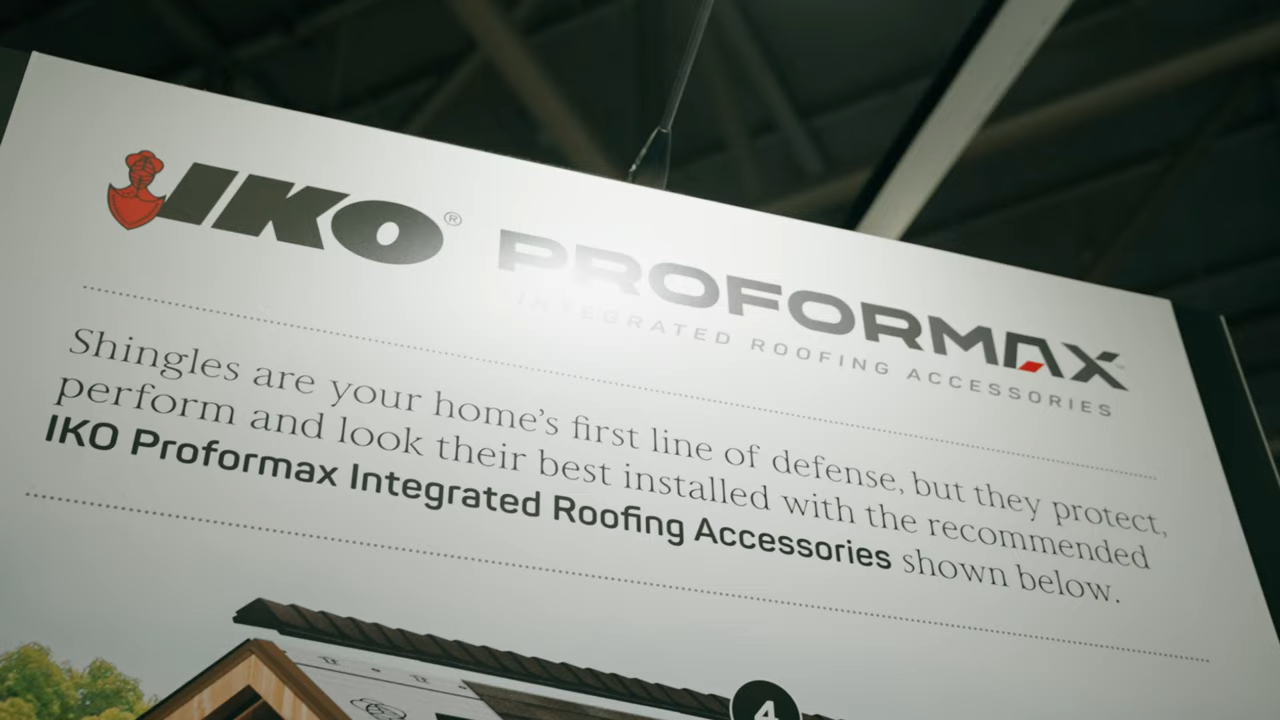 IKO® PROFORMAX™
INTEGRATED ROOFING ACCESSORIES
Shingles are your home's first line of defense, but they protect,
perform and look their best installed with the recommended
IKO Proformax Integrated Roofing Accessories shown below.
4